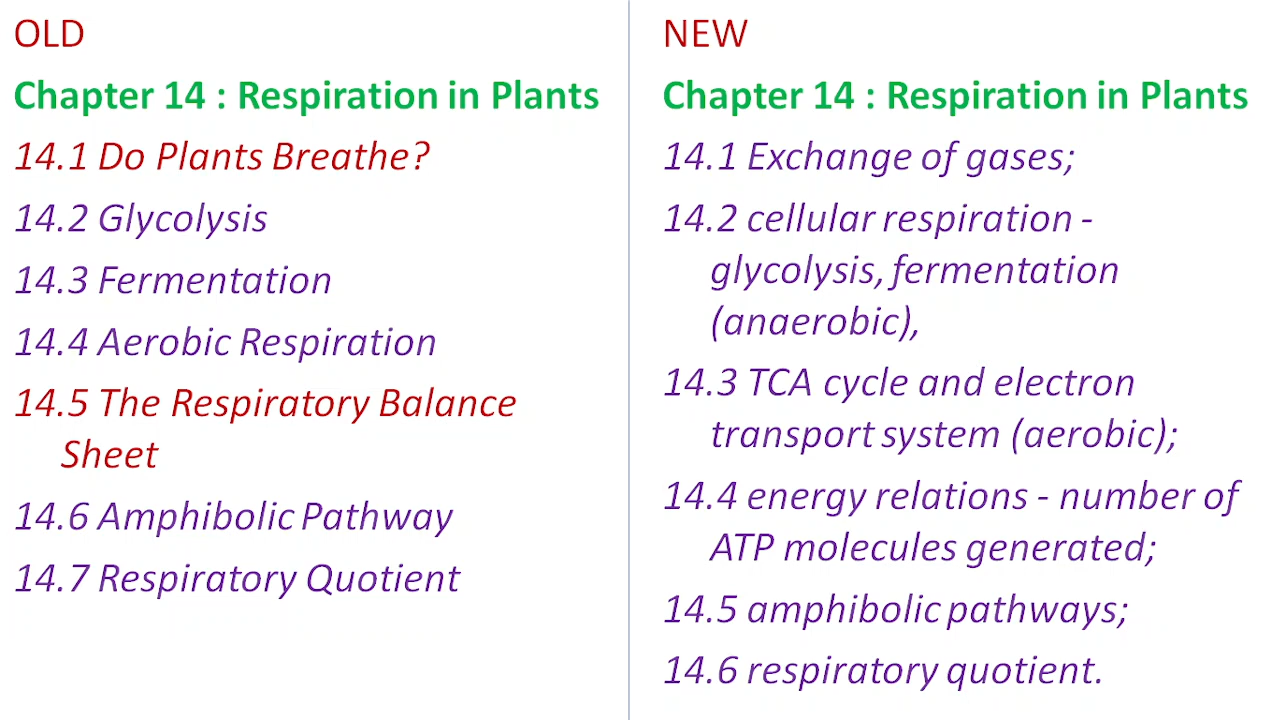 OLD
Chapter 14 : Respiration in Plants
14.1 Do Plants Breathe?
14.2 Glycolysis
14.3 Fermentation
14.4 Aerobic Respiration
14.5 The Respiratory Balance
Sheet
14.6 Amphibolic Pathway
14.7 Respiratory Quotient
NEW
Chapter 14 : Respiration in Plants
14.1 Exchange of gases;
14.2 cellular respiration -
glycolysis, fermentation
(anaerobic),
14.3 TCA cycle and electron
transport system (aerobic);
14.4 energy relations - number of
ATP molecules generated;
14.5 amphibolic pathways;
14.6 respiratory quotient.